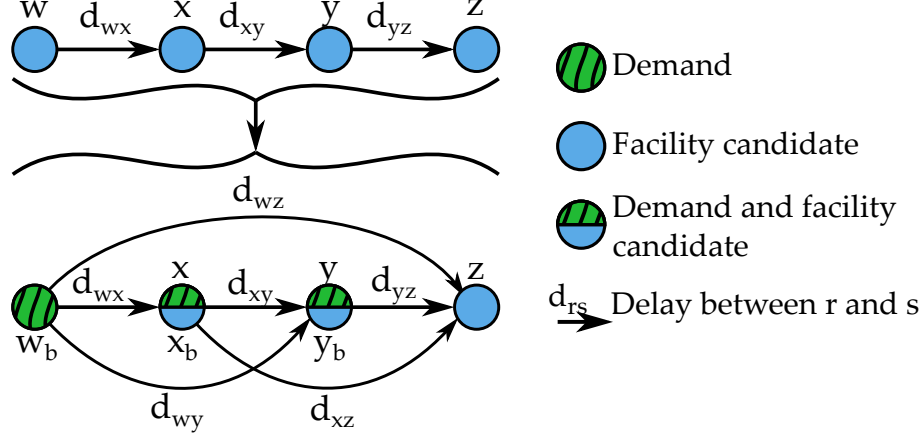 w x y z
d_wx d_xy d_yz
Demand
Facility candidate
d_wz
Demand and facility
candidate
x y z
d_wx d_xy d_yz
w_b x_b y_b
d_rs Delay between r and s
d_wy d_xz